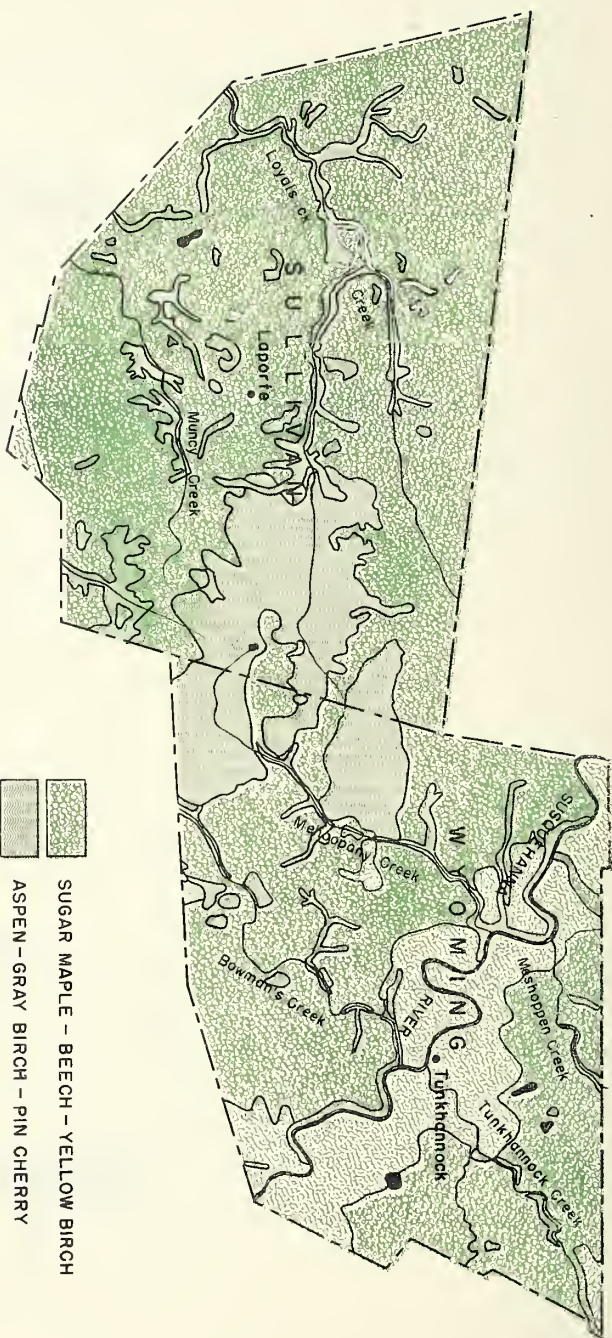 SULLIVAN
Loyalsock
Creek
Laporte
Muncy
Creek
WYOMING
SUSQUEHANNA
RIVER
Mehoopany Creek
Meshoppen Creek
Tunkhannock
Tunkhannock Creek
Bowman's Creek
SUGAR MAPLE – BEECH – YELLOW BIRCH
ASPEN – GRAY BIRCH – PIN CHERRY